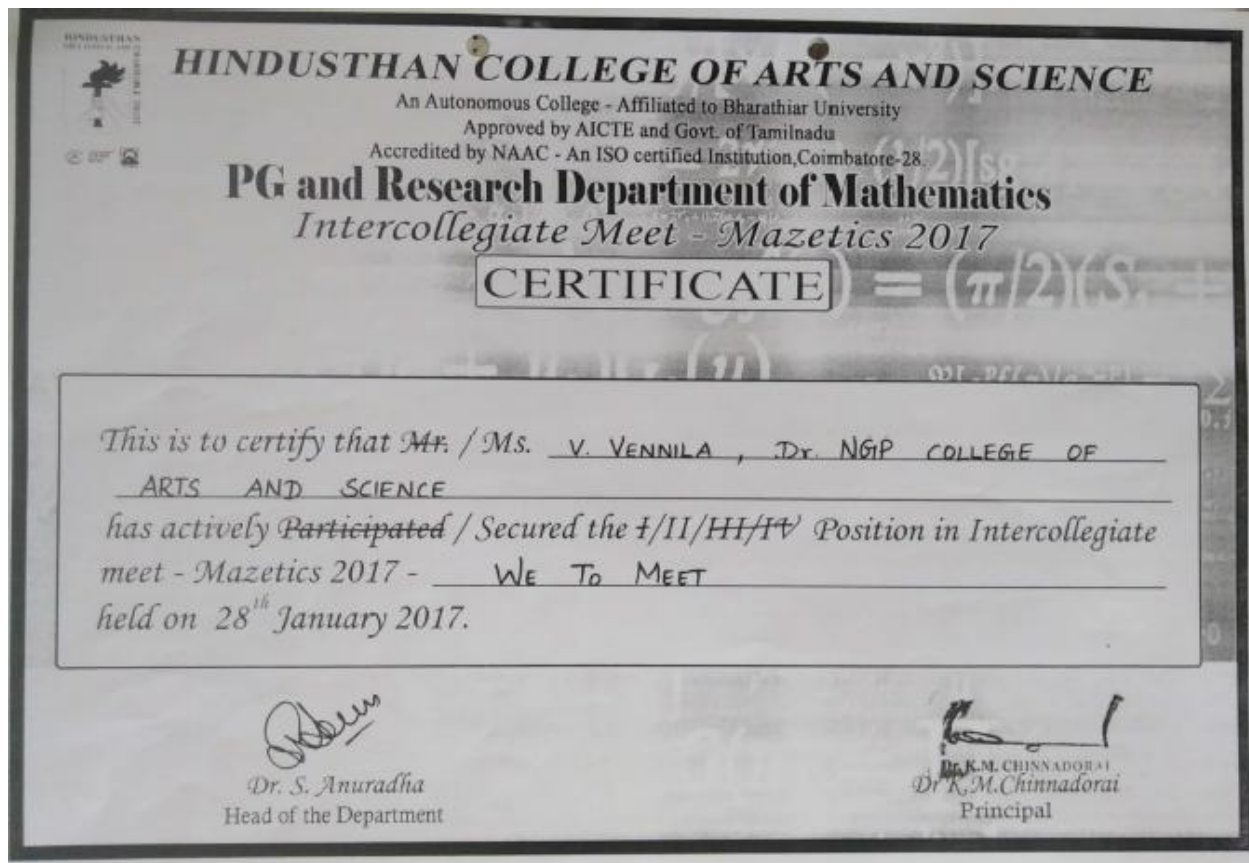 HINDUSTHAN
HINDUSTHAN COLLEGE OF ARTS AND SCIENCE
An Autonomous College - Affiliated to Bharathiar University
Approved by AICTE and Govt. of Tamilnadu
Accredited by NAAC - An ISO certified Institution,Coimbatore-28.
PG and Research Department of Mathematics
Intercollegiate Meet - Mazetics 2017
CERTIFICATE
= (π/2)(S, +
This is to certify that Mr. / Ms. V. VENNILA, Dr. NGP COLLEGE OF
ARTS AND SCIENCE
has actively Participated / Secured the I/II/III/IV Position in Intercollegiate
meet - Mazetics 2017 - WE TO MEET
held on 28th January 2017.
Dr. S. Anuradha
Head of the Department
Dr. K.M. CHINNADORAI
Dr K.M.Chinnadorai
Principal